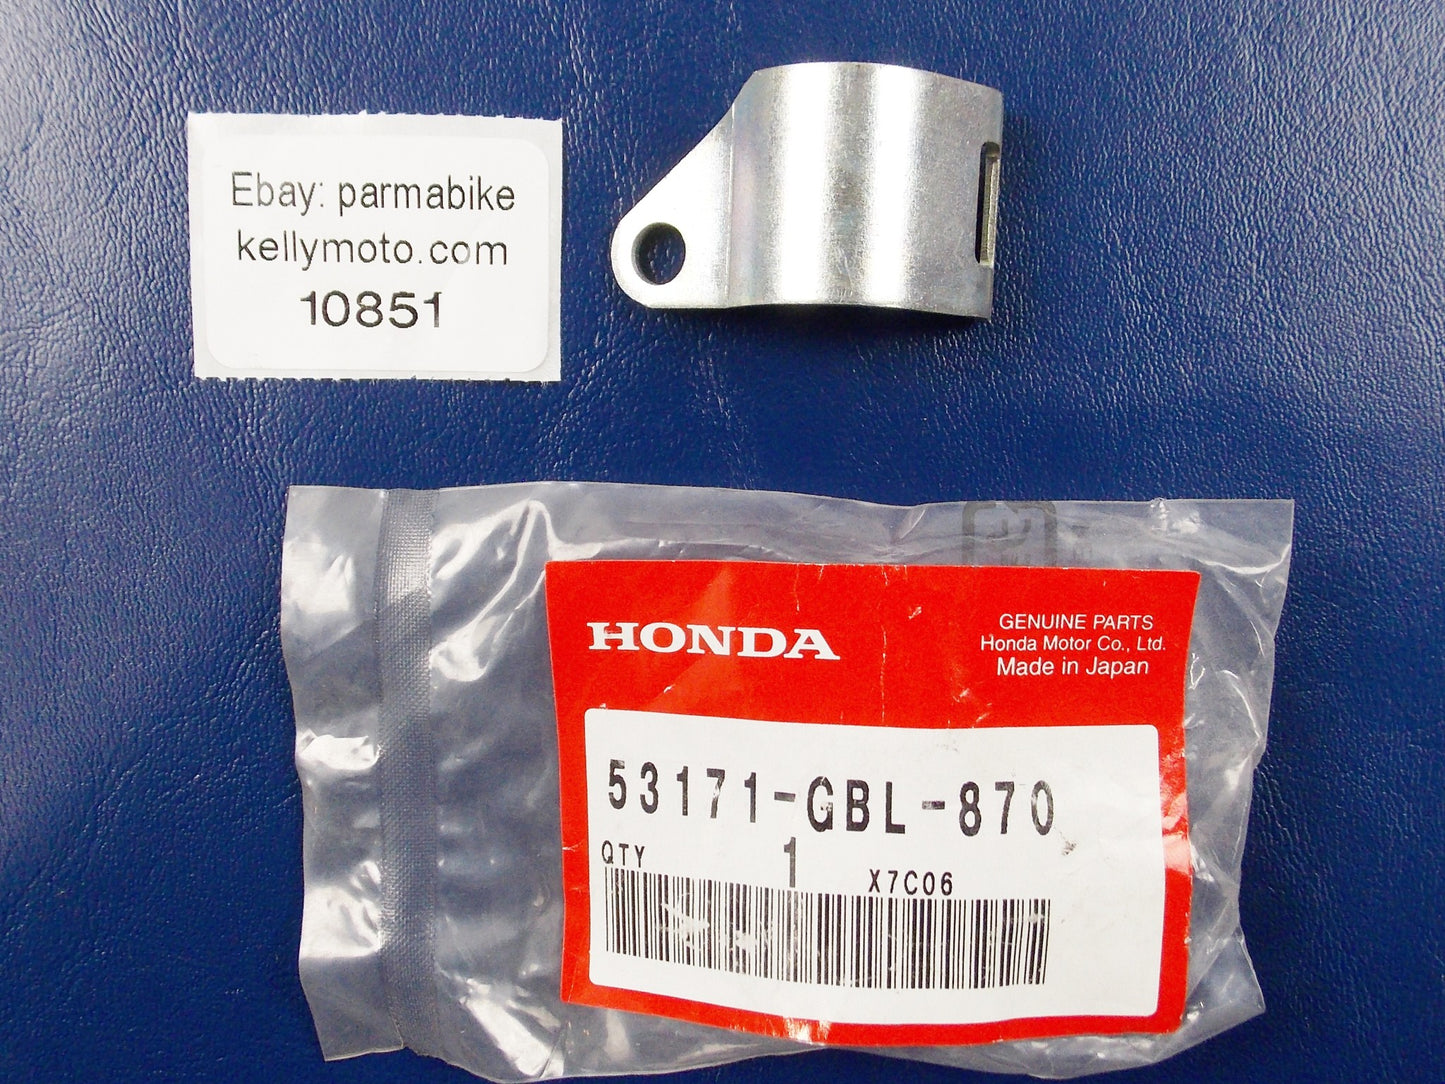 Ebay: parmabike
kellymoto.com
10851
HONDA
GENUINE PARTS
Honda Motor Co., Ltd.
Made in Japan
53171-GBL-870
QTY 1 X7C06